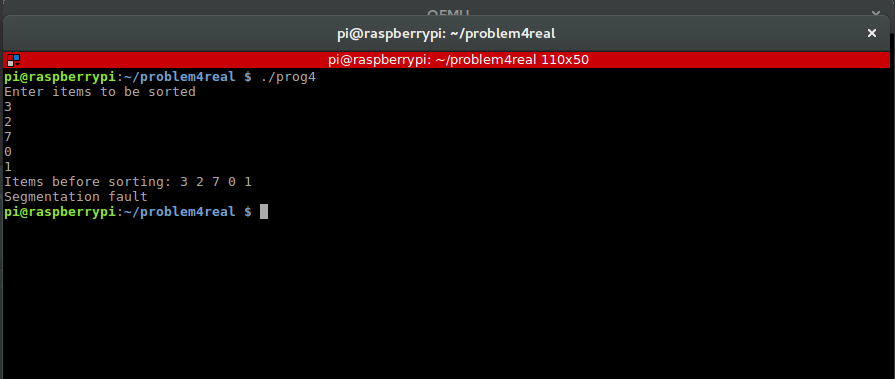 QEMU
pi@raspberrypi: ~/problem4real
pi@raspberrypi: ~/problem4real 110x50
pi@raspberrypi:~/problem4real $ ./prog4
Enter items to be sorted
3
2
7
0
1
Items before sorting: 3 2 7 0 1
Segmentation fault
pi@raspberrypi:~/problem4real $